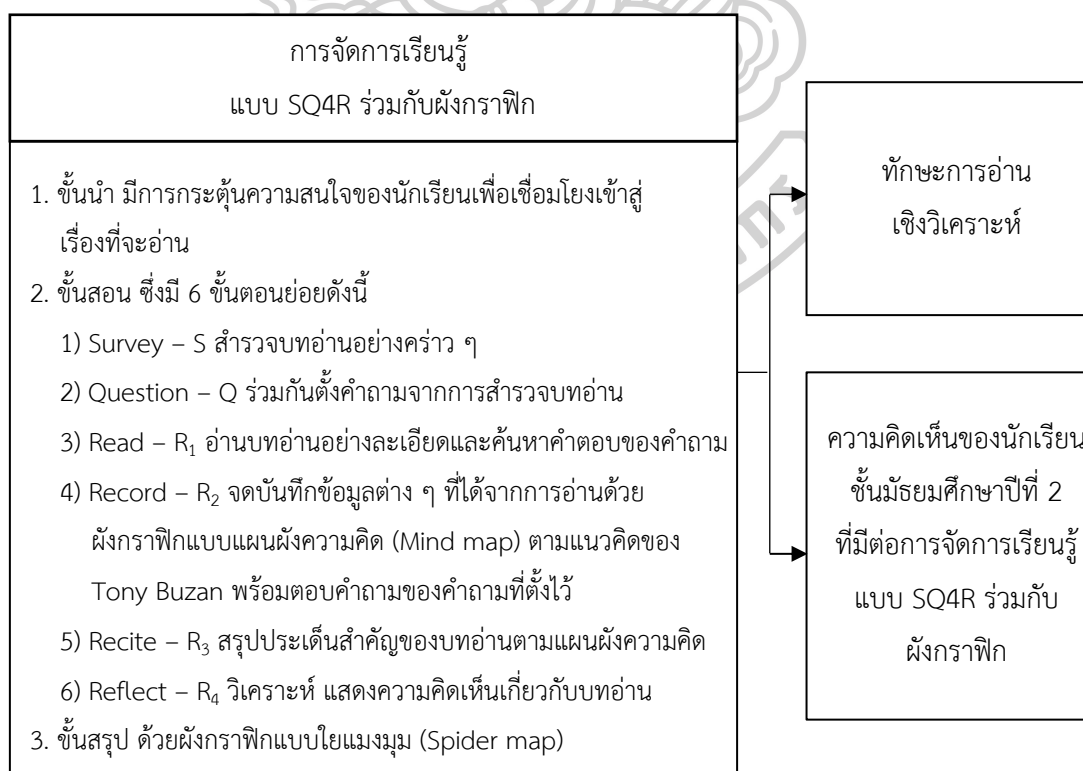 การจัดการเรียนรู้
แบบ SQ4R ร่วมกับผังกราฟิก
1. ขั้นนำ มีการกระตุ้นความสนใจของนักเรียนเพื่อเชื่อมโยงเข้าสู่
เรื่องที่จะอ่าน
2. ขั้นสอน ซึ่งมี 6 ขั้นตอนย่อยดังนี้
1) Survey – S สำรวจบทอ่านอย่างคร่าว ๆ
2) Question – Q ร่วมกันตั้งคำถามจากการสำรวจบทอ่าน
3) Read – R₁ อ่านบทอ่านอย่างละเอียดและค้นหาคำตอบของคำถาม
4) Record – R₂ จดบันทึกข้อมูลต่าง ๆ ที่ได้จากการอ่านด้วย
ผังกราฟิกแบบแผนผังความคิด (Mind map) ตามแนวคิดของ
Tony Buzan พร้อมตอบคำถามของคำถามที่ตั้งไว้
5) Recite – R₃ สรุปประเด็นสำคัญของบทอ่านตามแผนผังความคิด
6) Reflect – R₄ วิเคราะห์ แสดงความคิดเห็นเกี่ยวกับบทอ่าน
3. ขั้นสรุป ด้วยผังกราฟิกแบบใยแมงมุม (Spider map)
ทักษะการอ่าน
เชิงวิเคราะห์
ความคิดเห็นของนักเรียน
ชั้นมัธยมศึกษาปีที่ 2
ที่มีต่อการจัดการเรียนรู้
แบบ SQ4R ร่วมกับ
ผังกราฟิก